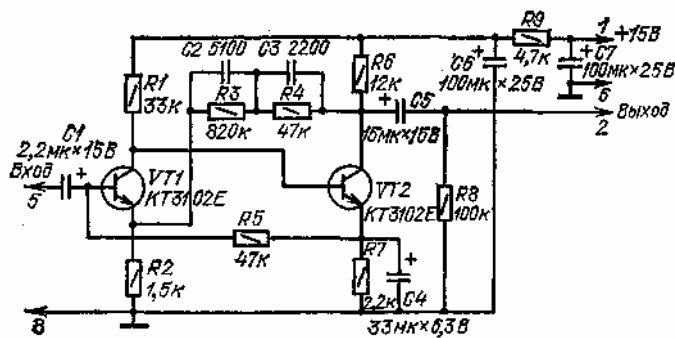 C2 5100
C3 2200
R9
1
+15В
R1
33к
R3
820к
R4
47к
R6
12к
C6
100мк×25В
4,7к
C7
100мк×25В
6
C1
2,2мк×15В
Вход
5
C5
15мк×16В
Выход
2
VT1
КТ3102Е
VT2
КТ3102Е
R8
100к
R5
47к
R2
1,5к
R7
2,2к
C4
33мк×6,3В
8